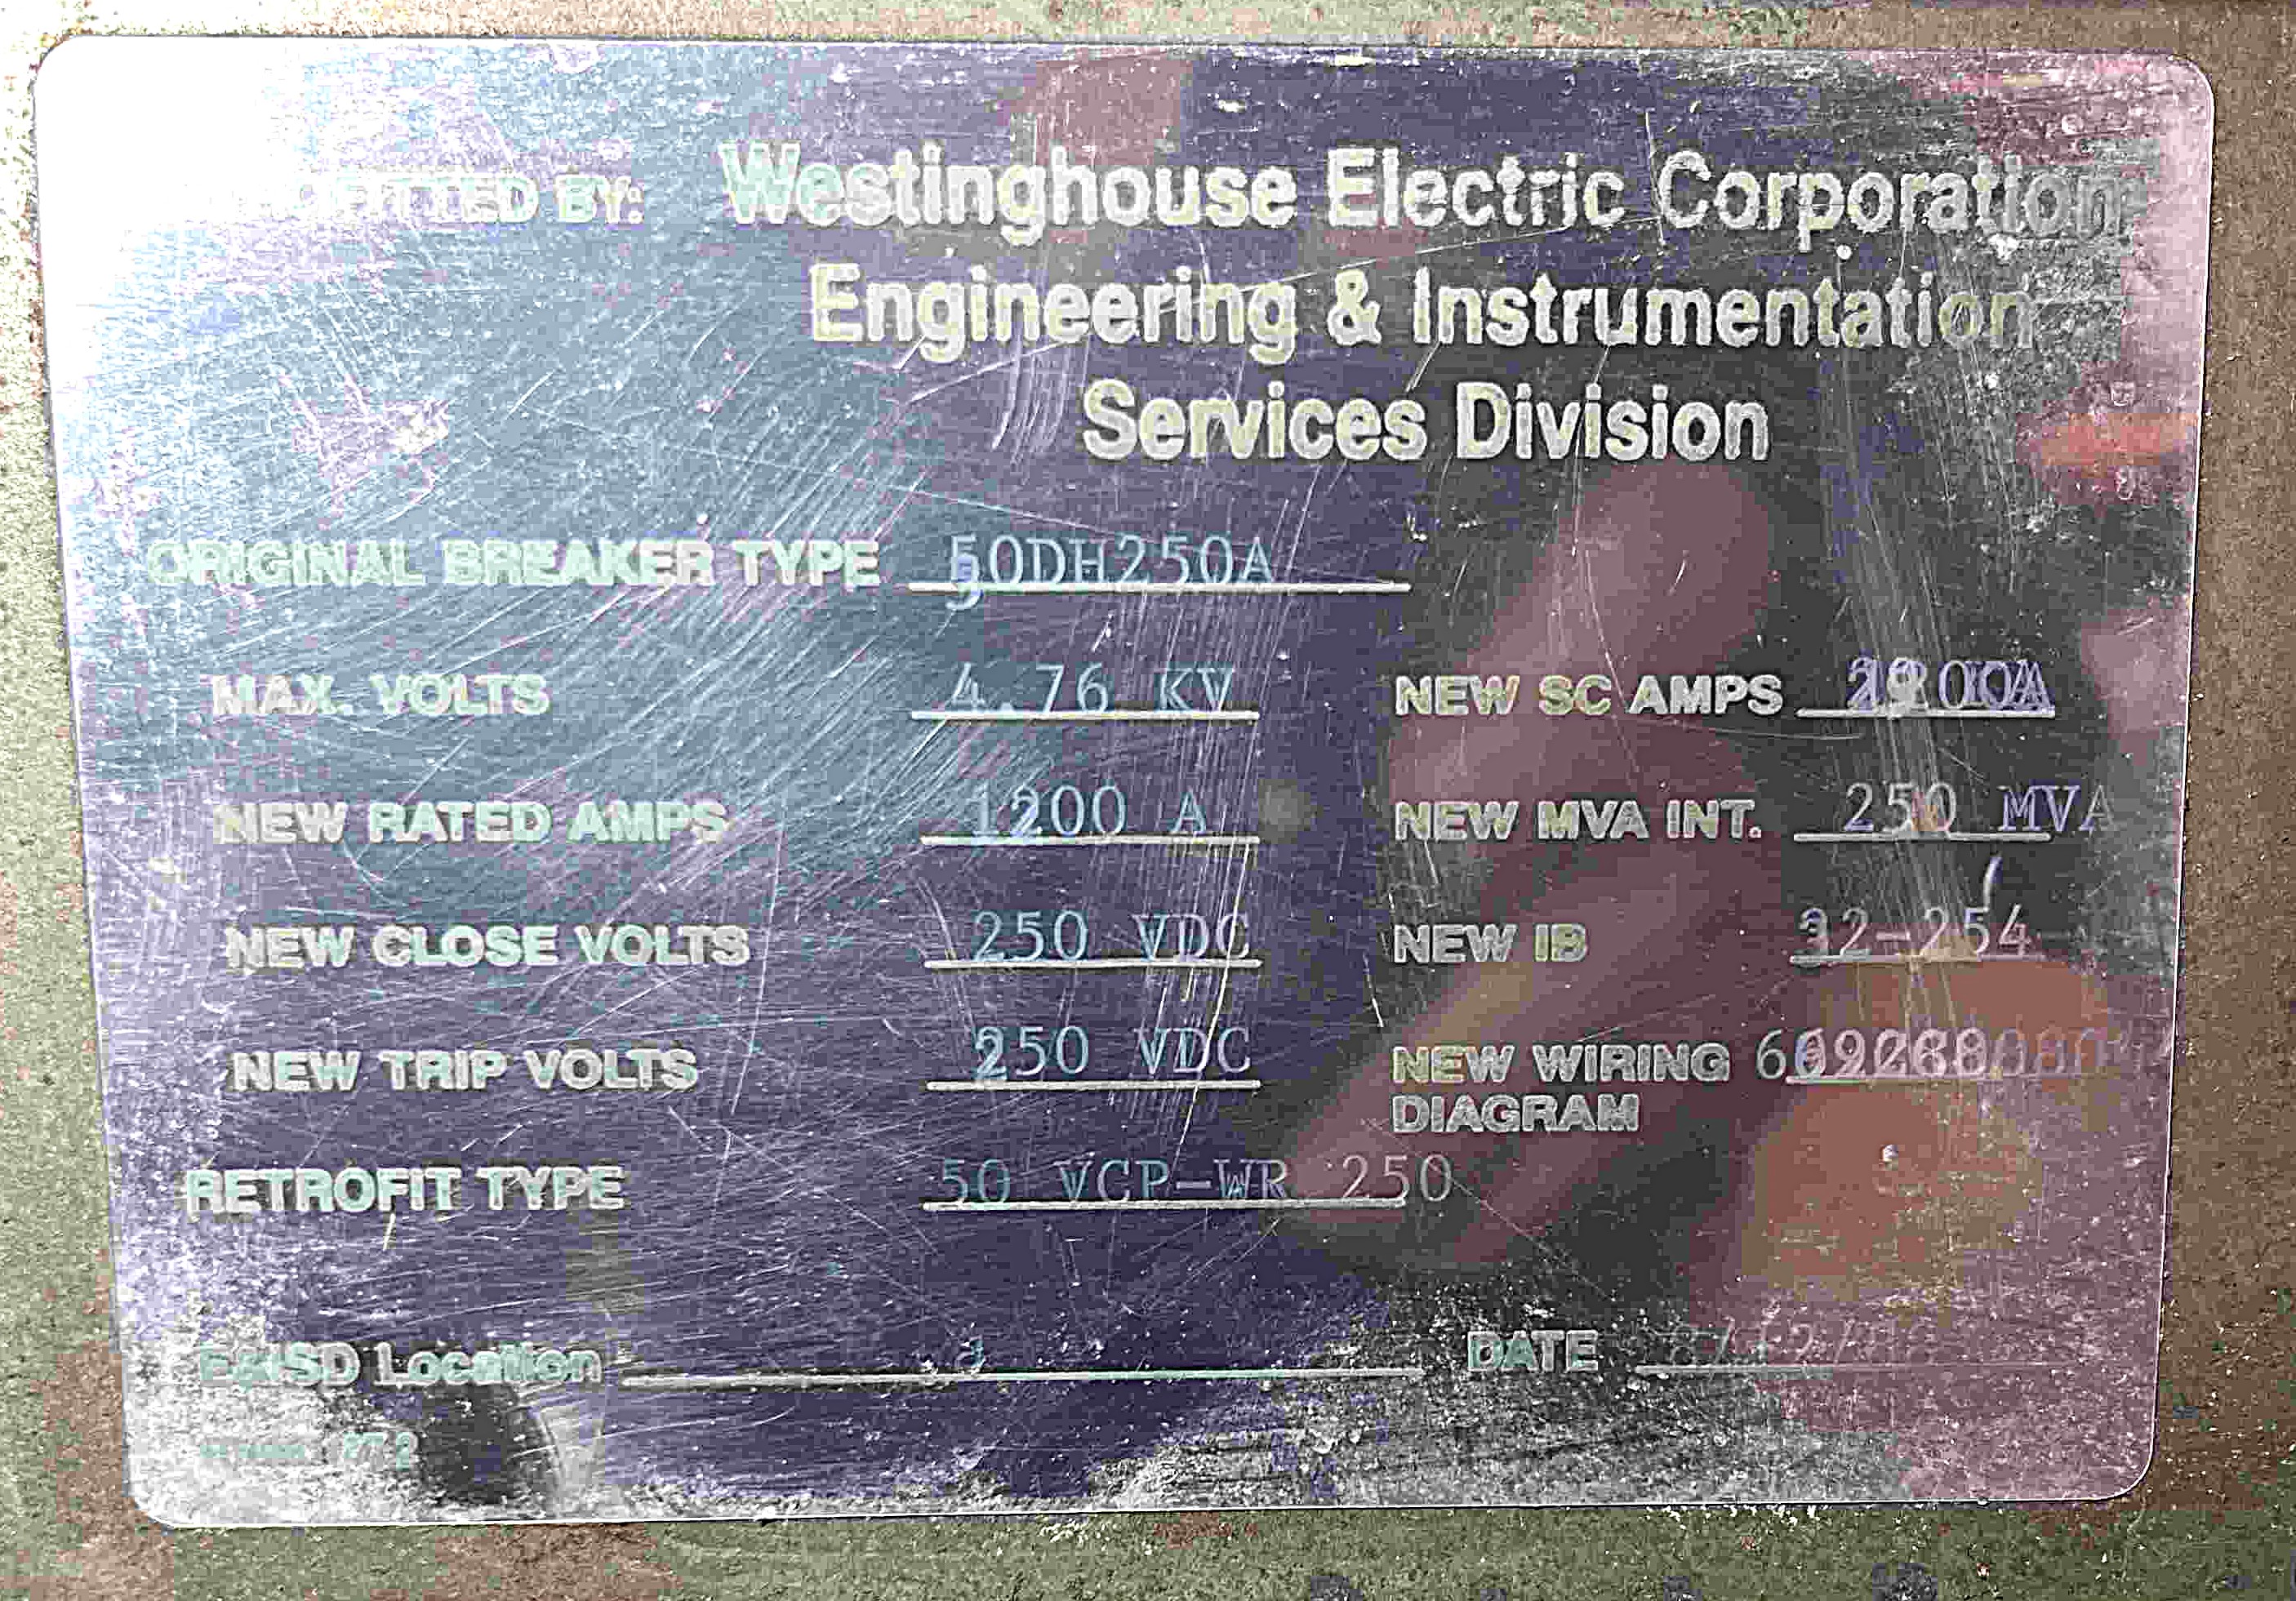 BY: Westinghouse Electric Corporation
Engineering & Instrumentation
Services Division
ORIGINAL BREAKER TYPE 50DH250A
MAX. VOLTS 4.76 KV NEW SC AMPS
NEW RATED AMPS 1200 A NEW MVA INT. 250 MVA
NEW CLOSE VOLTS 250 VDC NEW IB 32-254
NEW TRIP VOLTS 250 VDC NEW WIRING
DIAGRAM
RETROFIT TYPE 50 VCP-WR 250
E&ISD Location DATE